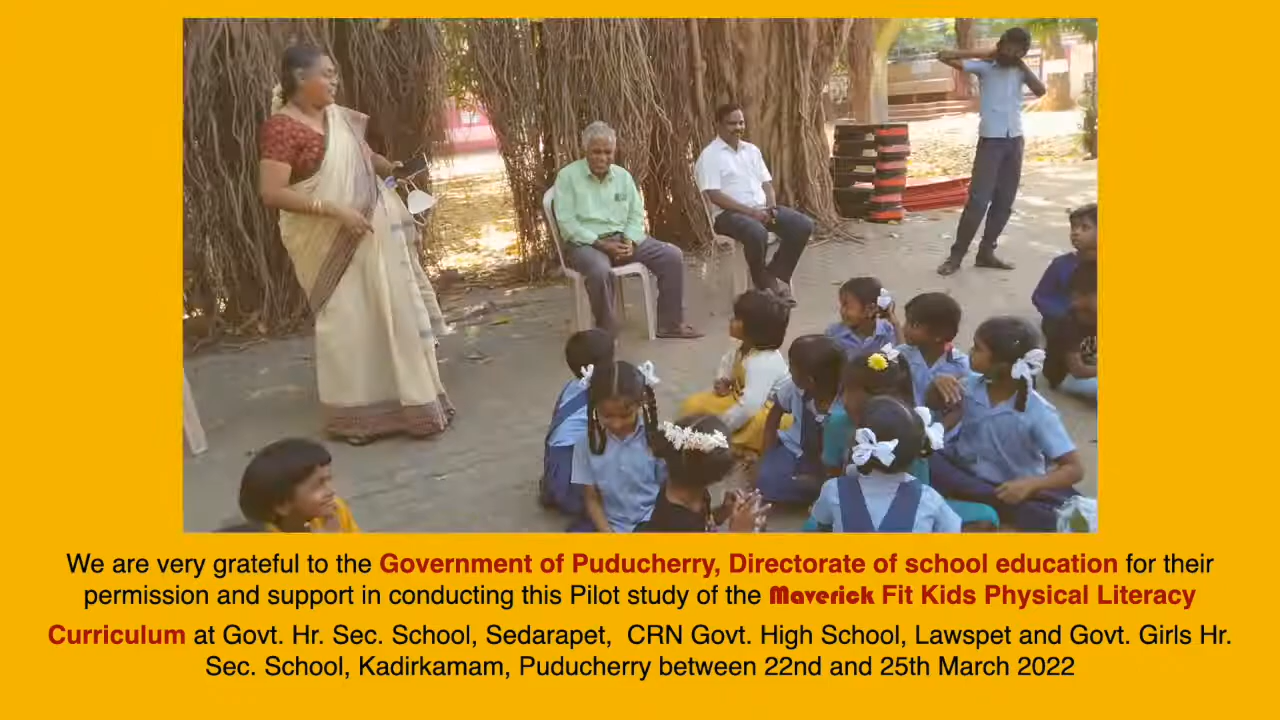 We are very grateful to the Government of Puducherry, Directorate of school education for their
permission and support in conducting this Pilot study of the Maverick Fit Kids Physical Literacy
Curriculum at Govt. Hr. Sec. School, Sedarapet, CRN Govt. High School, Lawspet and Govt. Girls Hr.
Sec. School, Kadirkamam, Puducherry between 22nd and 25th March 2022